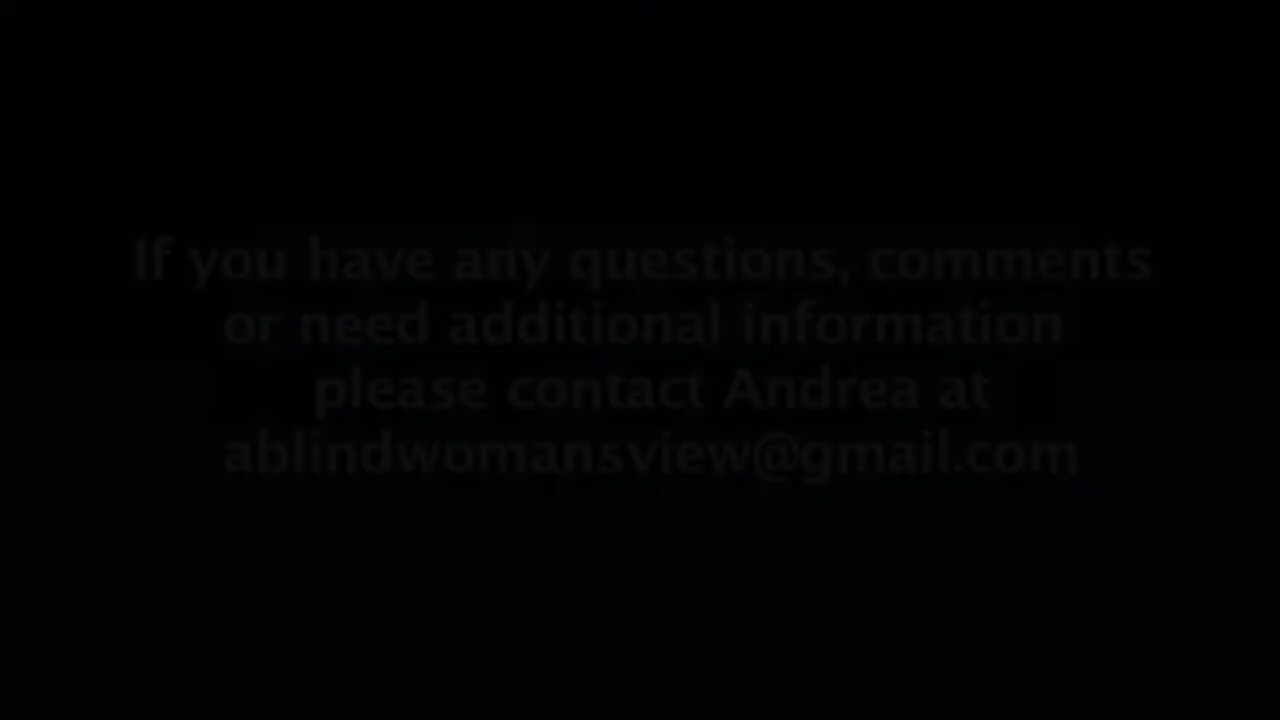 If you have any questions, comments
or need additional information
please contact Andrea at
ablindwomansview@gmail.com